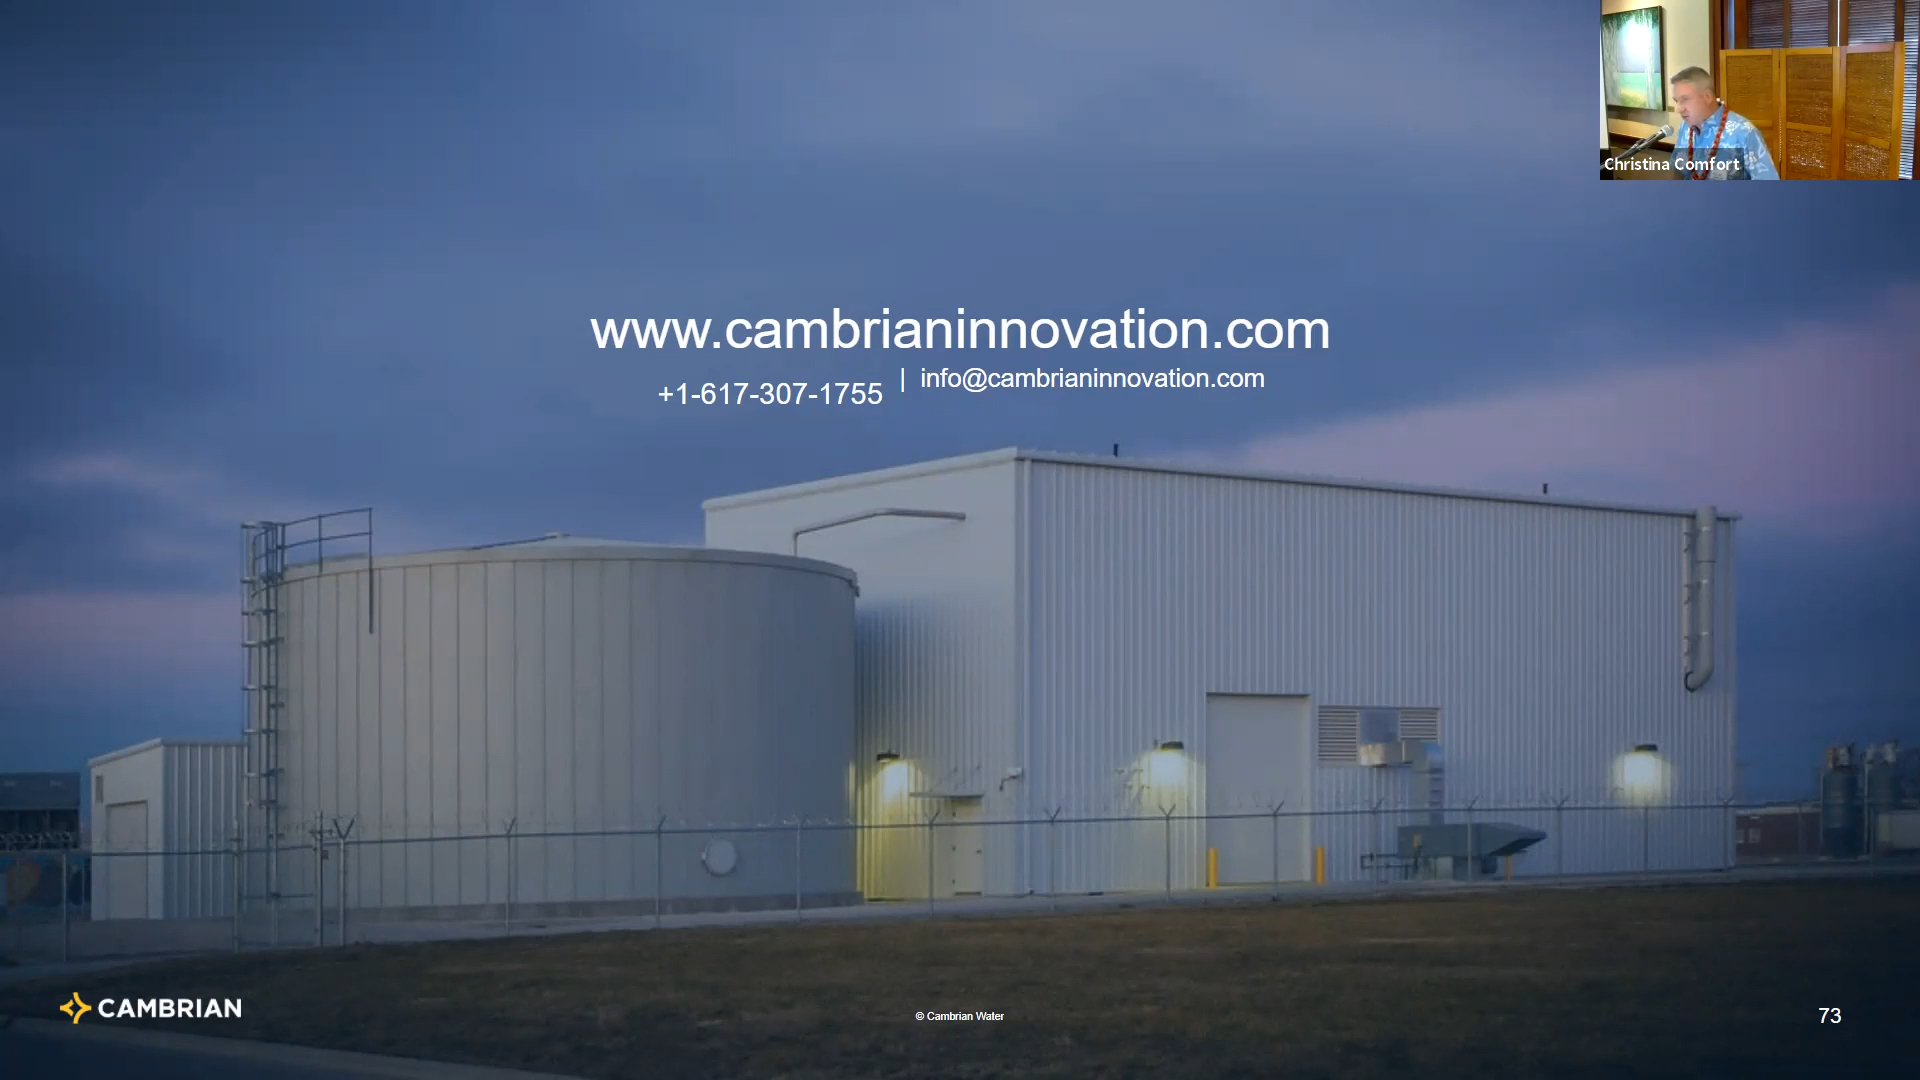 Christina Comfort
www.cambrianinnovation.com
+1-617-307-1755 | info@cambrianinnovation.com
CAMBRIAN
© Cambrian Water
73